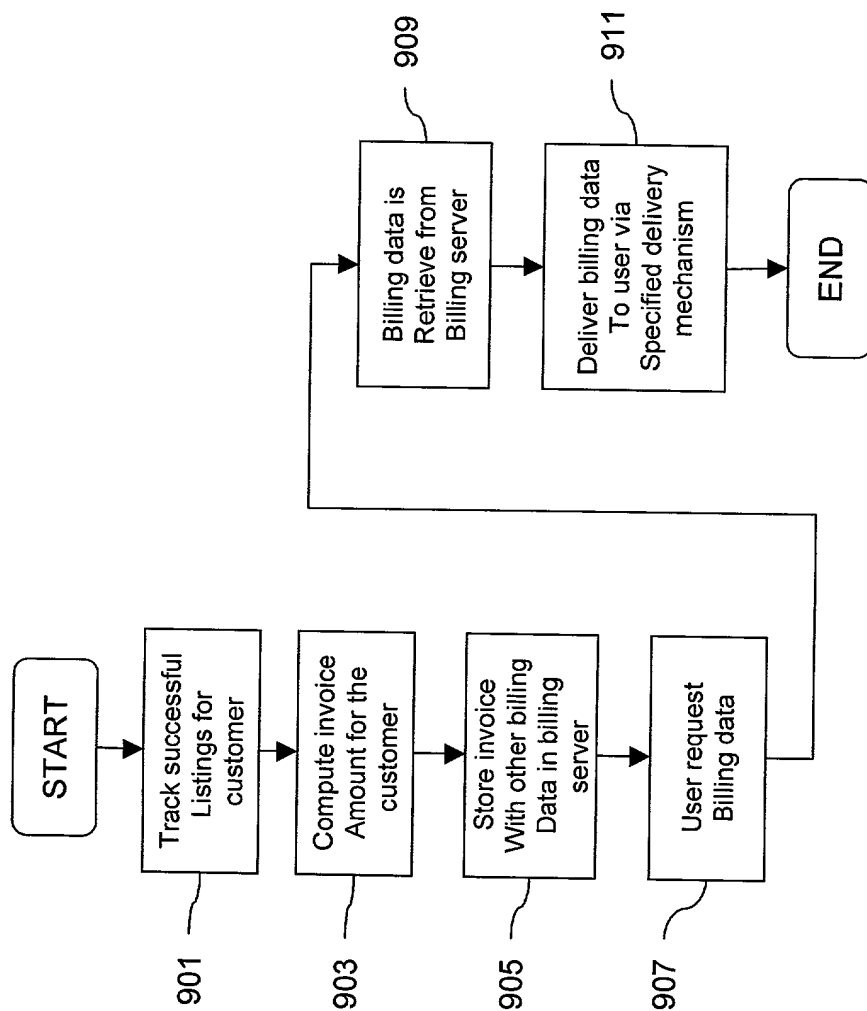 START
901
Track successful
Listings for
customer
903
Compute invoice
Amount for the
customer
905
Store invoice
With other billing
Data in billing
server
907
User request
Billing data
909
Billing data is
Retrieve from
Billing server
911
Deliver billing data
To user via
Specified delivery
mechanism
END